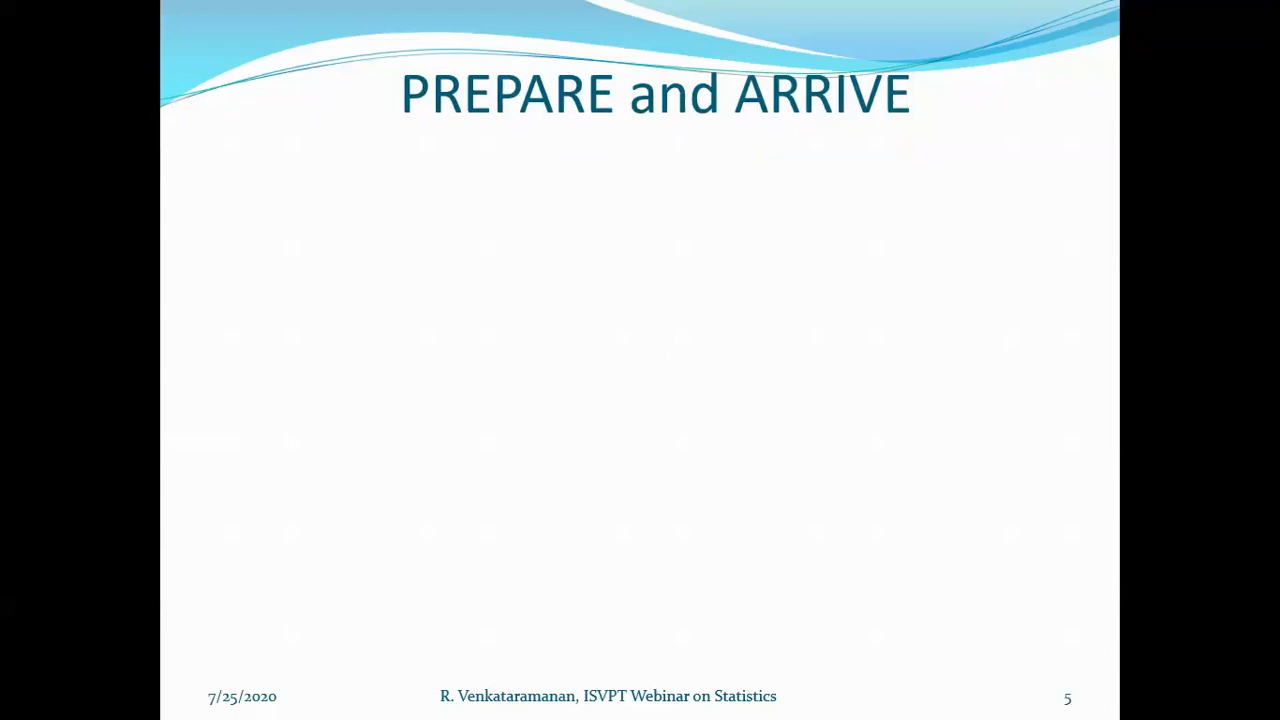 PREPARE and ARRIVE
7/25/2020
R. Venkataramanan, ISVPT Webinar on Statistics
5